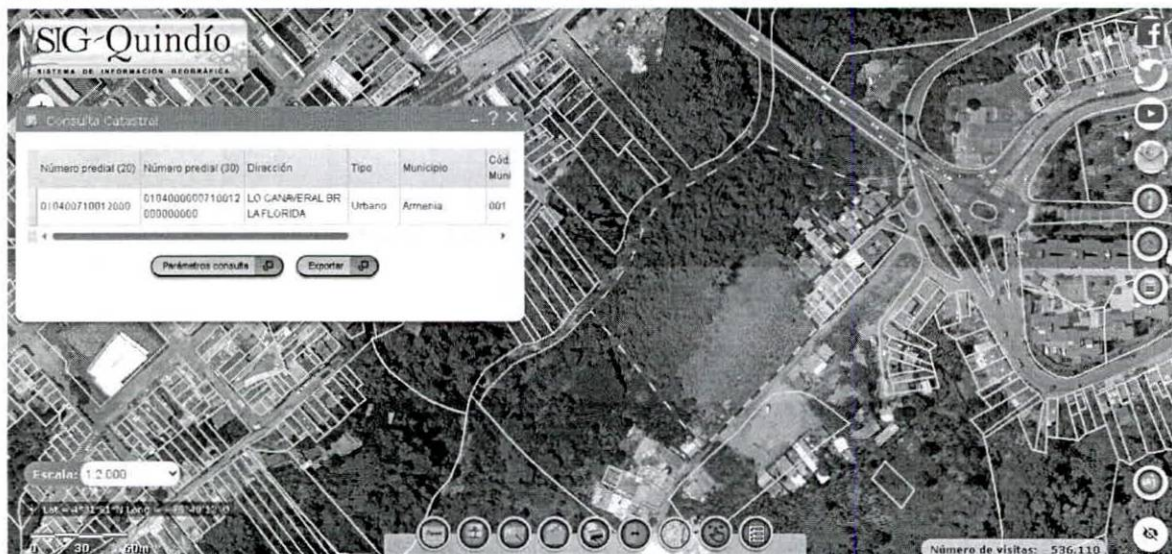 SIG-Quindío
SISTEMA DE INFORMACIÓN GEOGRÁFICA
Consulta Catastral
Número predial (20) Número predial (30) Dirección Tipo Municipio Cód. Muni
010400710012000 0104000000710012000000000 LO CANAVERAL BR LA FLORIDA Urbano Armenia 001
Parámetros consulta Exportar
Escala: 1:2 000
0 30 60m
Número de visitas: 536,110